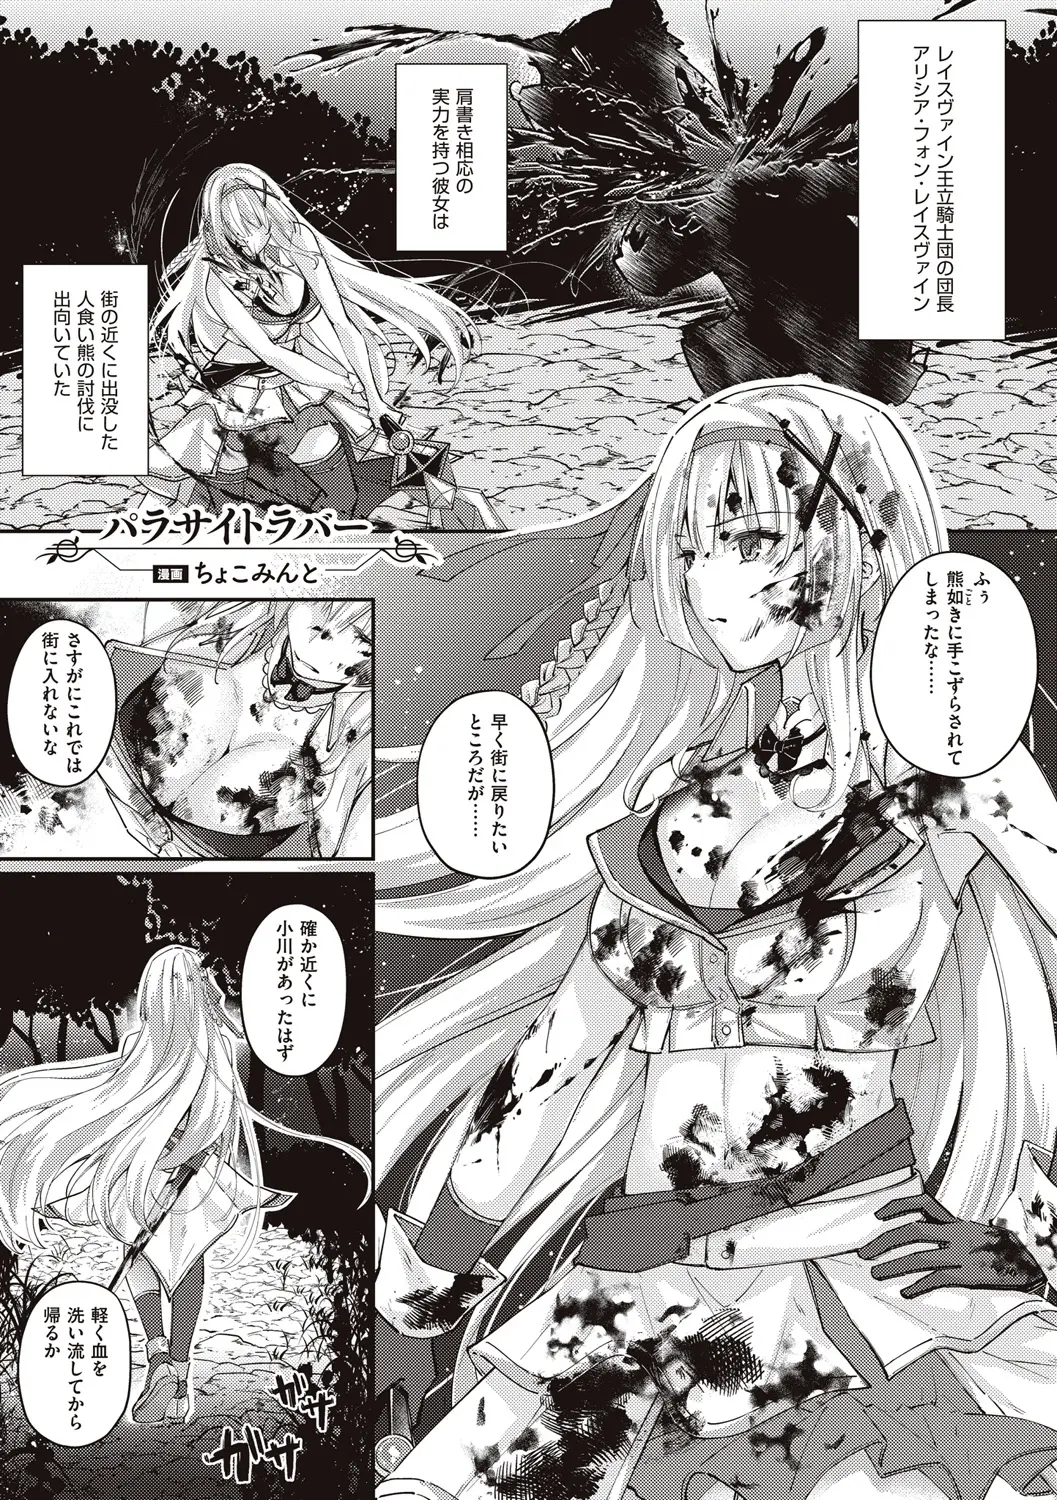 レイスヴァイン王立騎士団の団長
アリシア・フォン・レイスヴァイン
肩書き相応の
実力を持つ彼女は
街の近くに出没した
人食い熊の討伐に
出向いていた
パラサイトラバー
漫画 ちょこみんと
ふぅ
熊如きに手こずらされて
ごと
しまったな……
早く街に戻りたい
ところだが……
さすがにこれでは
街に入れないな
確か近くに
小川があったはず
軽く血を
洗い流してから
帰るか
ガサ
ガサ